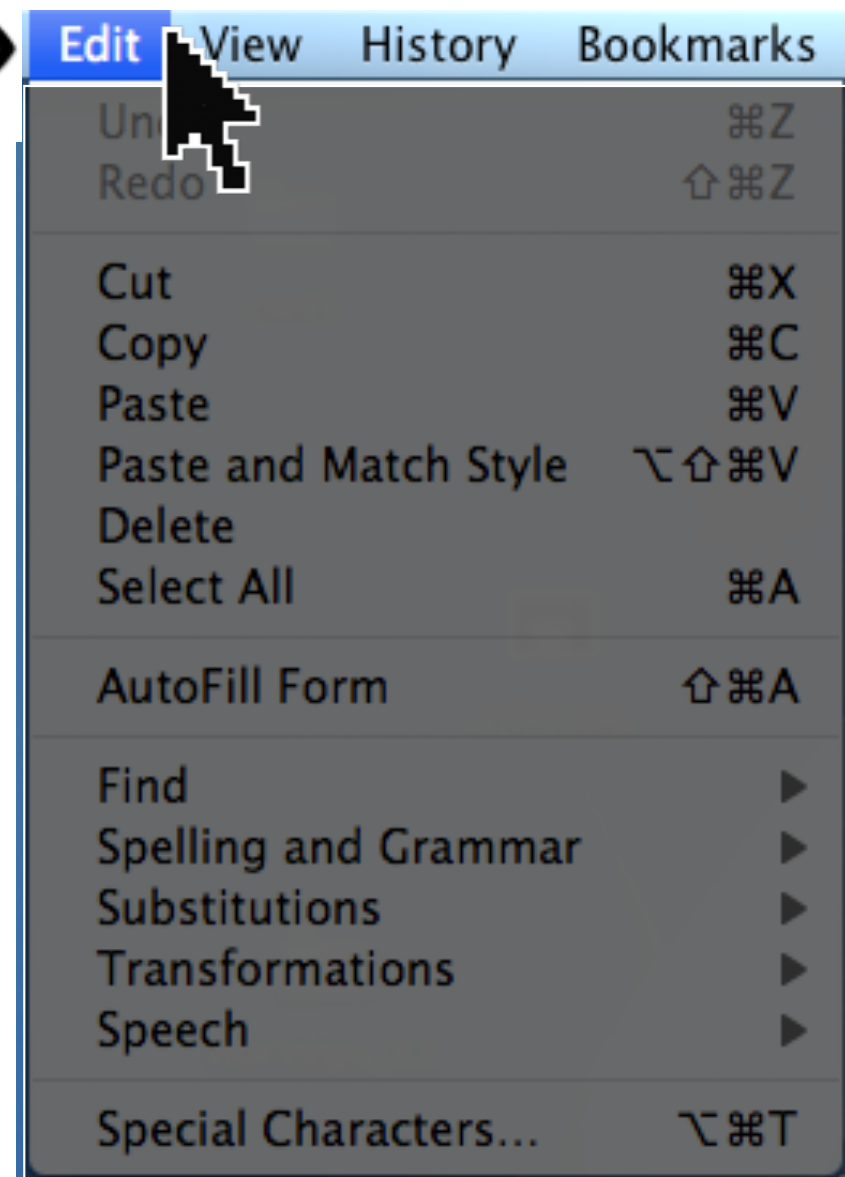 Edit View History Bookmarks
Undo ⌘Z
Redo ⇧⌘Z
Cut ⌘X
Copy ⌘C
Paste ⌘V
Paste and Match Style ⌥⇧⌘V
Delete
Select All ⌘A
AutoFill Form ⇧⌘A
Find ▶
Spelling and Grammar ▶
Substitutions ▶
Transformations ▶
Speech ▶
Special Characters... ⌥⌘T